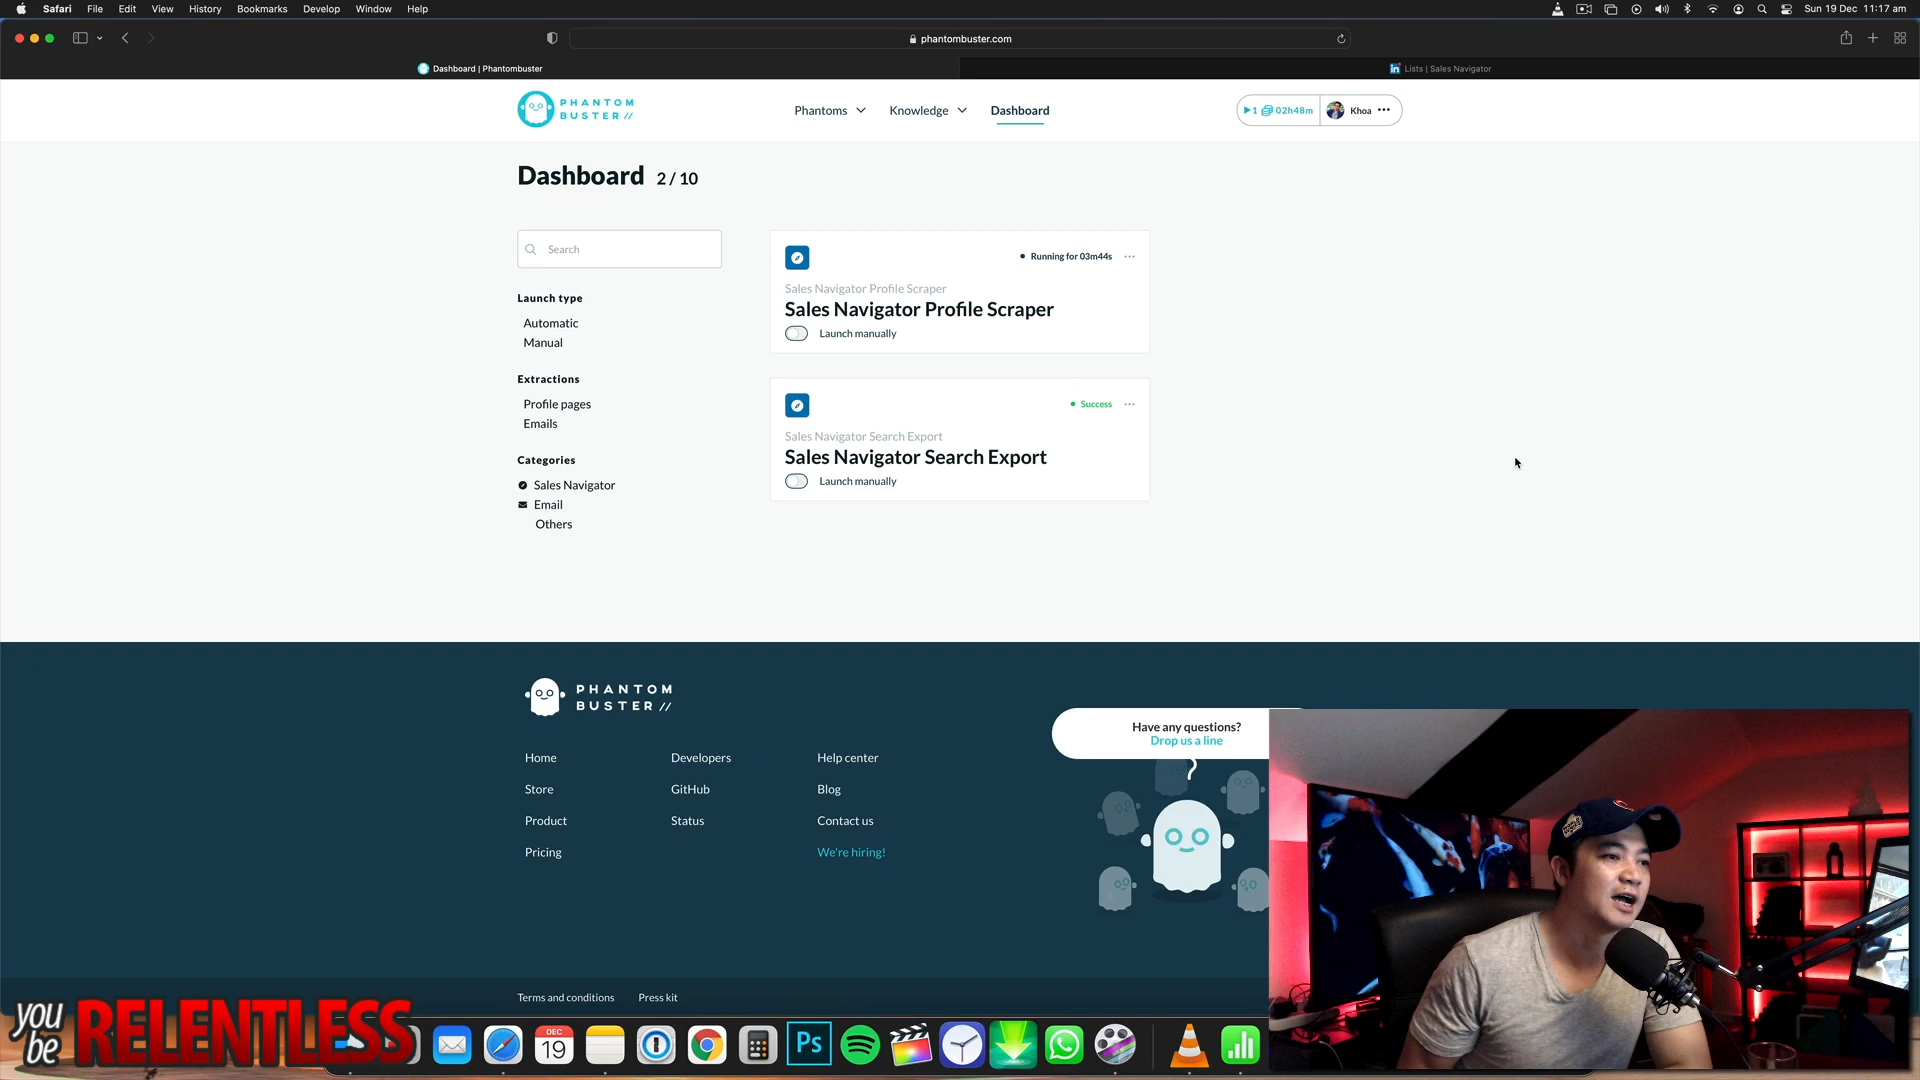 Safari File Edit View History Bookmarks Develop Window Help Sun 19 Dec 11:17 am
phantombuster.com
Dashboard | Phantombuster
Lists | Sales Navigator
PHANTOM
BUSTER //
Phantoms Knowledge Dashboard
1 02h48m Khoa
Dashboard 2 / 10
Search
Launch type
Automatic
Manual
Extractions
Profile pages
Emails
Categories
Sales Navigator
Email
Others
Running for 03m44s
Sales Navigator Profile Scraper
Sales Navigator Profile Scraper
Launch manually
Success
Sales Navigator Search Export
Sales Navigator Search Export
Launch manually
PHANTOM
BUSTER //
Home
Store
Product
Pricing
Developers
GitHub
Status
Help center
Blog
Contact us
We're hiring!
Have any questions?
Drop us a line
Terms and conditions Press kit
you
be
RELENTLESS
DEC
19
Ps